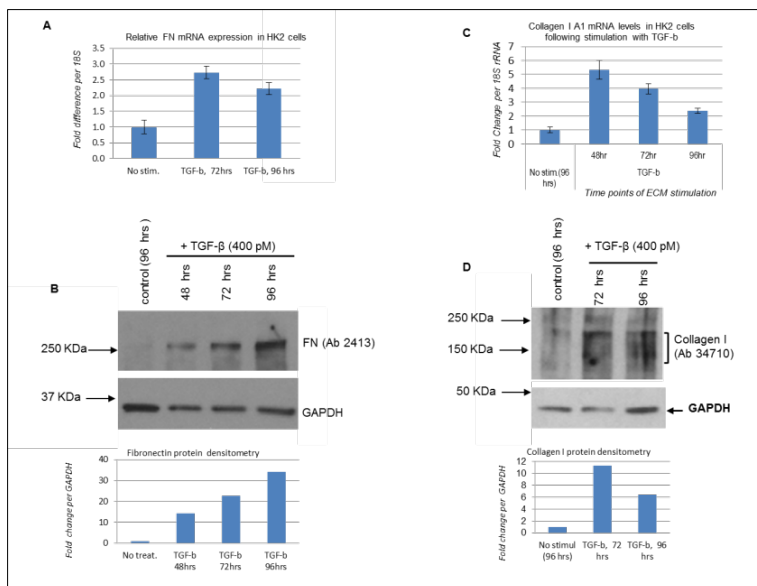 A
Relative FN mRNA expression in HK2 cells
Fold difference per 18S
3.5
3.0
2.5
2.0
1.5
1.0
0.5
0.0
No stim.
TGF-b, 72hrs
TGF-b, 96hrs
C
Collagen I A1 mRNA levels in HK2 cells
following stimulation with TGF-b
Fold Change per 18S rRNA
7
6
5
4
3
2
1
0
No stim.(96 hrs)
48hr
72hr
96hr
TGF-b
Time points of ECM stimulation
B
control (96 hrs)
+ TGF-β (400 pM)
48 hrs
72 hrs
96 hrs
250 KDa
FN (Ab 2413)
37 KDa
GAPDH
Fibronectin protein densitometry
Fold change per GAPDH
40
30
20
10
0
No treat.
TGF-b 48hrs
TGF-b 72hrs
TGF-b 96hrs
D
control (96 hrs)
+ TGF-β (400 pM)
72 hrs
96 hrs
250 KDa
150 KDa
Collagen I
(Ab 34710)
50 KDa
GAPDH
Collagen I protein densitometry
Fold change per GAPDH
12
10
8
6
4
2
0
No stimul (96 hrs)
TGF-b, 72 hrs
TGF-b, 96 hrs